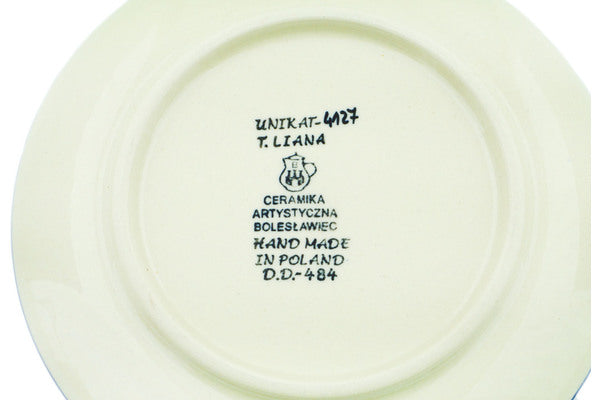 UNIKAT-4127
T. LIANA
B
CERAMIKA
ARTYSTYCZNA
BOLESŁAWIEC
HAND MADE
IN POLAND
D.D.-484